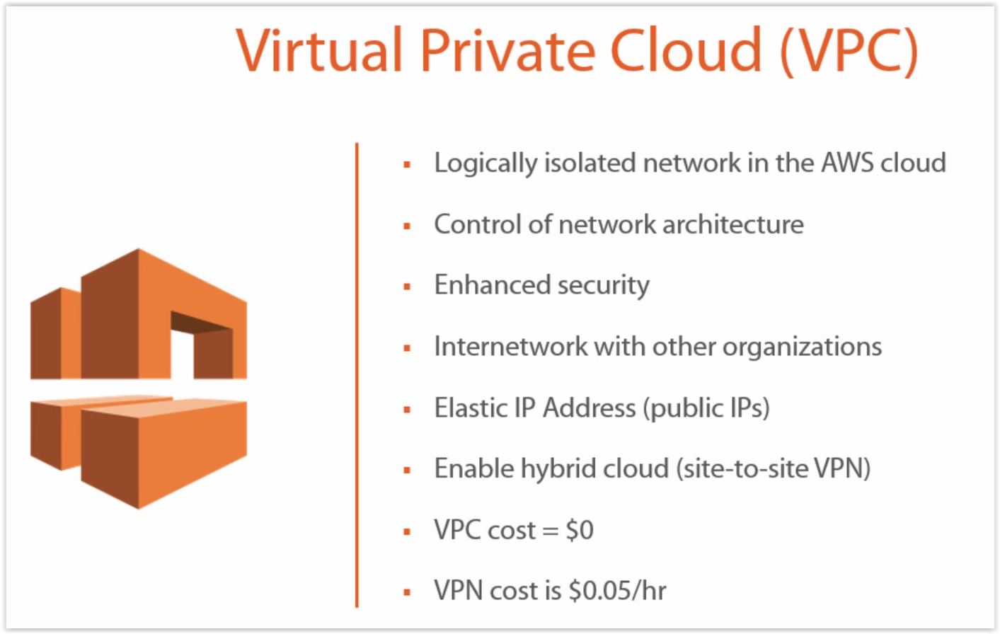 Virtual Private Cloud (VPC)
▪ Logically isolated network in the AWS cloud
▪ Control of network architecture
▪ Enhanced security
▪ Internetwork with other organizations
▪ Elastic IP Address (public IPs)
▪ Enable hybrid cloud (site-to-site VPN)
▪ VPC cost = $0
▪ VPN cost is $0.05/hr